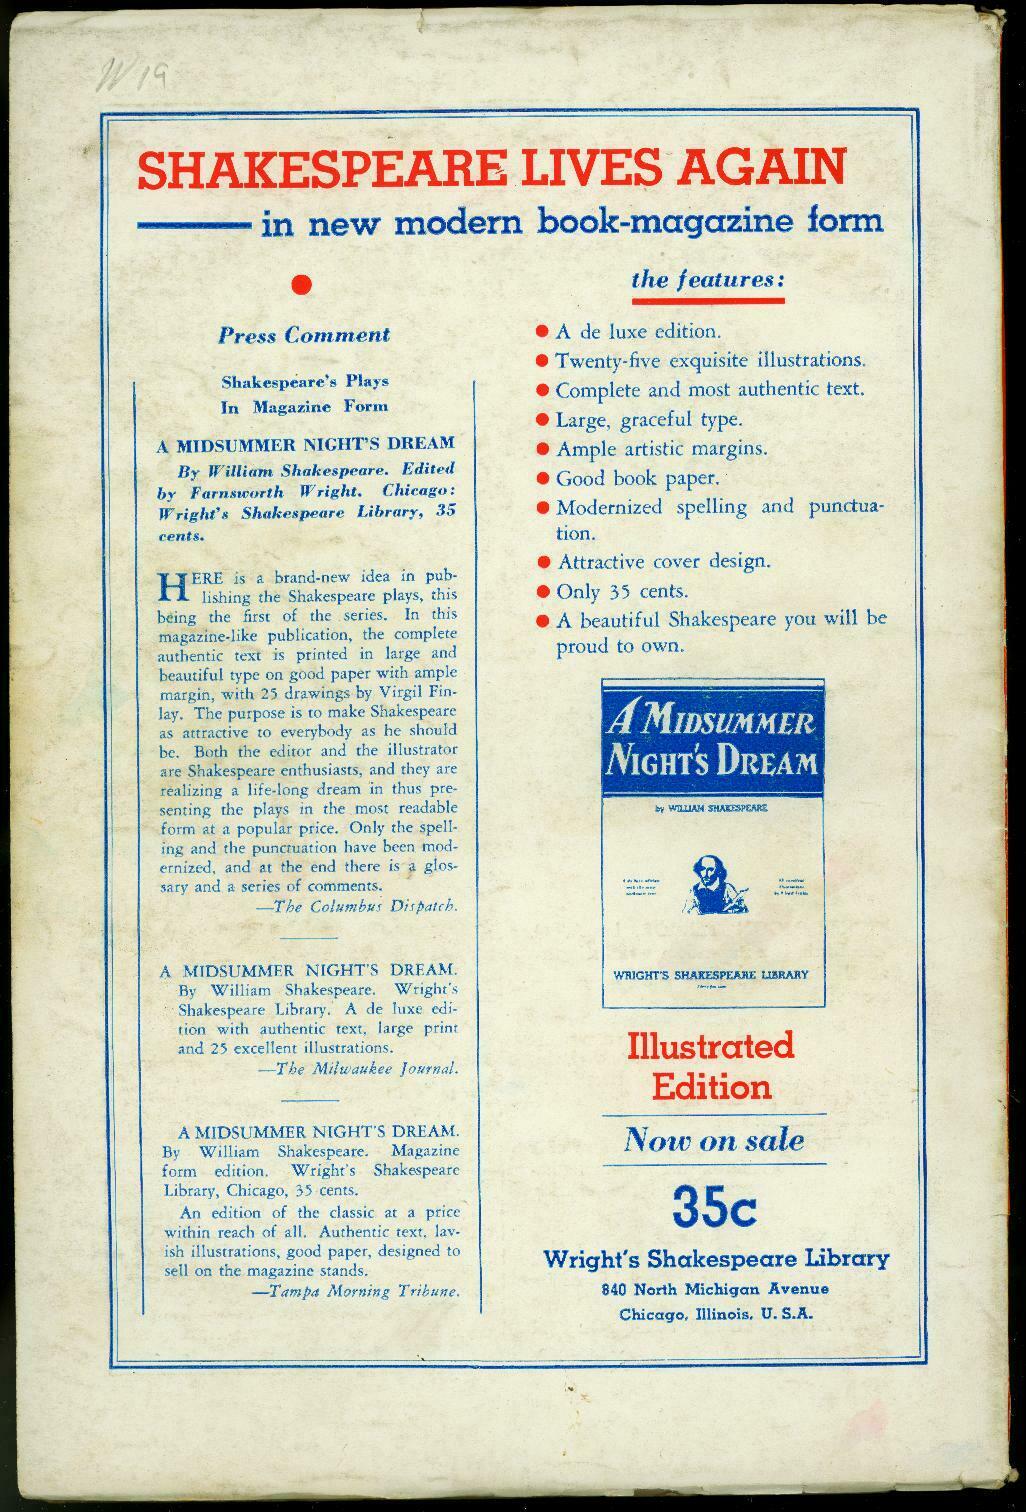 W19
SHAKESPEARE LIVES AGAIN
in new modern book-magazine form
Press Comment
Shakespeare's Plays
In Magazine Form
A MIDSUMMER NIGHT'S DREAM
By William Shakespeare. Edited
by Farnsworth Wright. Chicago:
Wright's Shakespeare Library, 35
cents.
HERE is a brand-new idea in pub-
lishing the Shakespeare plays, this
being the first of the series. In this
magazine-like publication, the complete
authentic text is printed in large and
beautiful type on good paper with ample
margin, with 25 drawings by Virgil Fin-
lay. The purpose is to make Shakespeare
as attractive to everybody as he should
be. Both the editor and the illustrator
are Shakespeare enthusiasts, and they are
realizing a life-long dream in thus pre-
senting the plays in the most readable
form at a popular price. Only the spell-
ing and the punctuation have been mod-
ernized, and at the end there is a glos-
sary and a series of comments.
—The Columbus Dispatch.
A MIDSUMMER NIGHT'S DREAM.
By William Shakespeare. Wright's
Shakespeare Library. A de luxe edi-
tion with authentic text, large print
and 25 excellent illustrations.
—The Milwaukee Journal.
A MIDSUMMER NIGHT'S DREAM.
By William Shakespeare. Magazine
form edition. Wright's Shakespeare
Library, Chicago, 35 cents.
An edition of the classic at a price
within reach of all. Authentic text, lav-
ish illustrations, good paper, designed to
sell on the magazine stands.
—Tampa Morning Tribune.
the features:
A de luxe edition.
Twenty-five exquisite illustrations.
Complete and most authentic text.
Large, graceful type.
Ample artistic margins.
Good book paper.
Modernized spelling and punctua-
tion.
Attractive cover design.
Only 35 cents.
A beautiful Shakespeare you will be
proud to own.
A MIDSUMMER
NIGHT'S DREAM
by WILLIAM SHAKESPEARE
WRIGHT'S SHAKESPEARE LIBRARY
Illustrated
Edition
Now on sale
35c
Wright's Shakespeare Library
840 North Michigan Avenue
Chicago, Illinois, U. S. A.